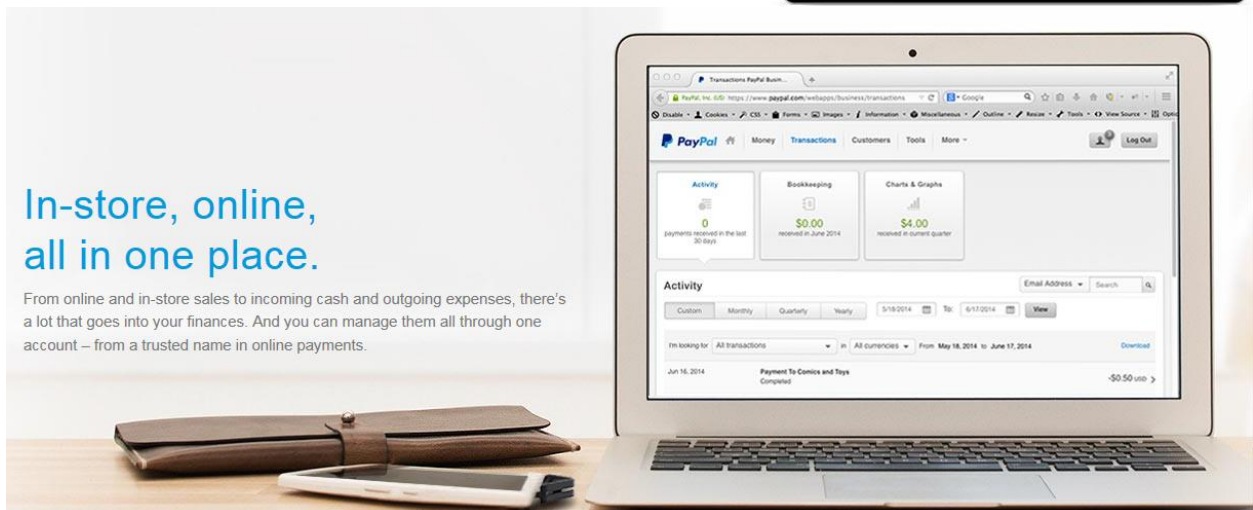 In-store, online,
all in one place.
From online and in-store sales to incoming cash and outgoing expenses, there's
a lot that goes into your finances. And you can manage them all through one
account – from a trusted name in online payments.
Transactions PayPal Busin...
PayPal, Inc. (US) https://www.paypal.com/webapps/business/transactions Google
Disable Cookies CSS Forms Images Information Miscellaneous Outline Resize Tools View Source Optio
PayPal Money Transactions Customers Tools More Log Out
Activity Bookkeeping Charts & Graphs
0 $0.00 $4.00
payments received in the last received in June 2014 received in current quarter
30 days
Activity Email Address Search
Custom Monthly Quarterly Yearly 5/18/2014 To: 6/17/2014 View
I'm looking for All transactions in All currencies From May 18, 2014 to June 17, 2014 Download
Jun 16, 2014 Payment To Comics and Toys -$0.50 USD
Completed